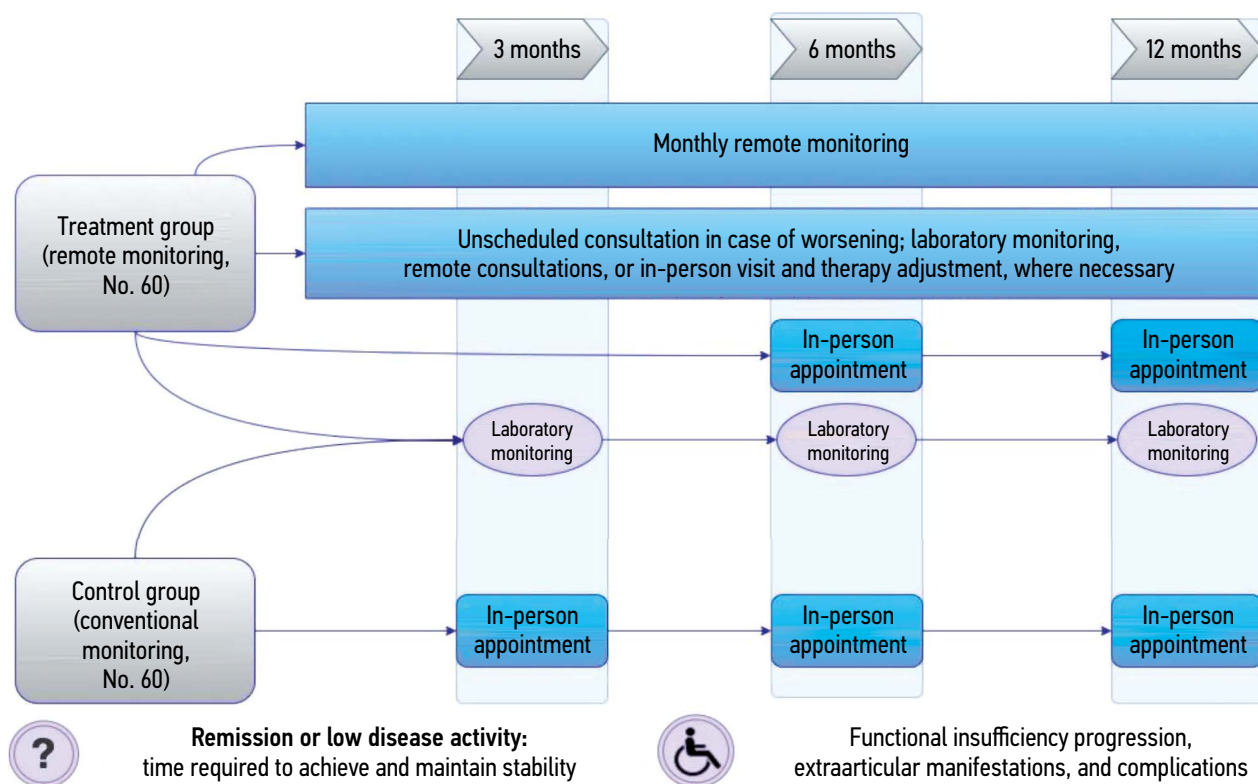 3 months
6 months
12 months
Monthly remote monitoring
Treatment group
(remote monitoring,
No. 60)
Unscheduled consultation in case of worsening; laboratory monitoring,
remote consultations, or in-person visit and therapy adjustment, where necessary
In-person
appointment
In-person
appointment
Laboratory
monitoring
Laboratory
monitoring
Laboratory
monitoring
Control group
(conventional
monitoring,
No. 60)
In-person
appointment
In-person
appointment
In-person
appointment
?
Remission or low disease activity:
time required to achieve and maintain stability
Functional insufficiency progression,
extraarticular manifestations, and complications